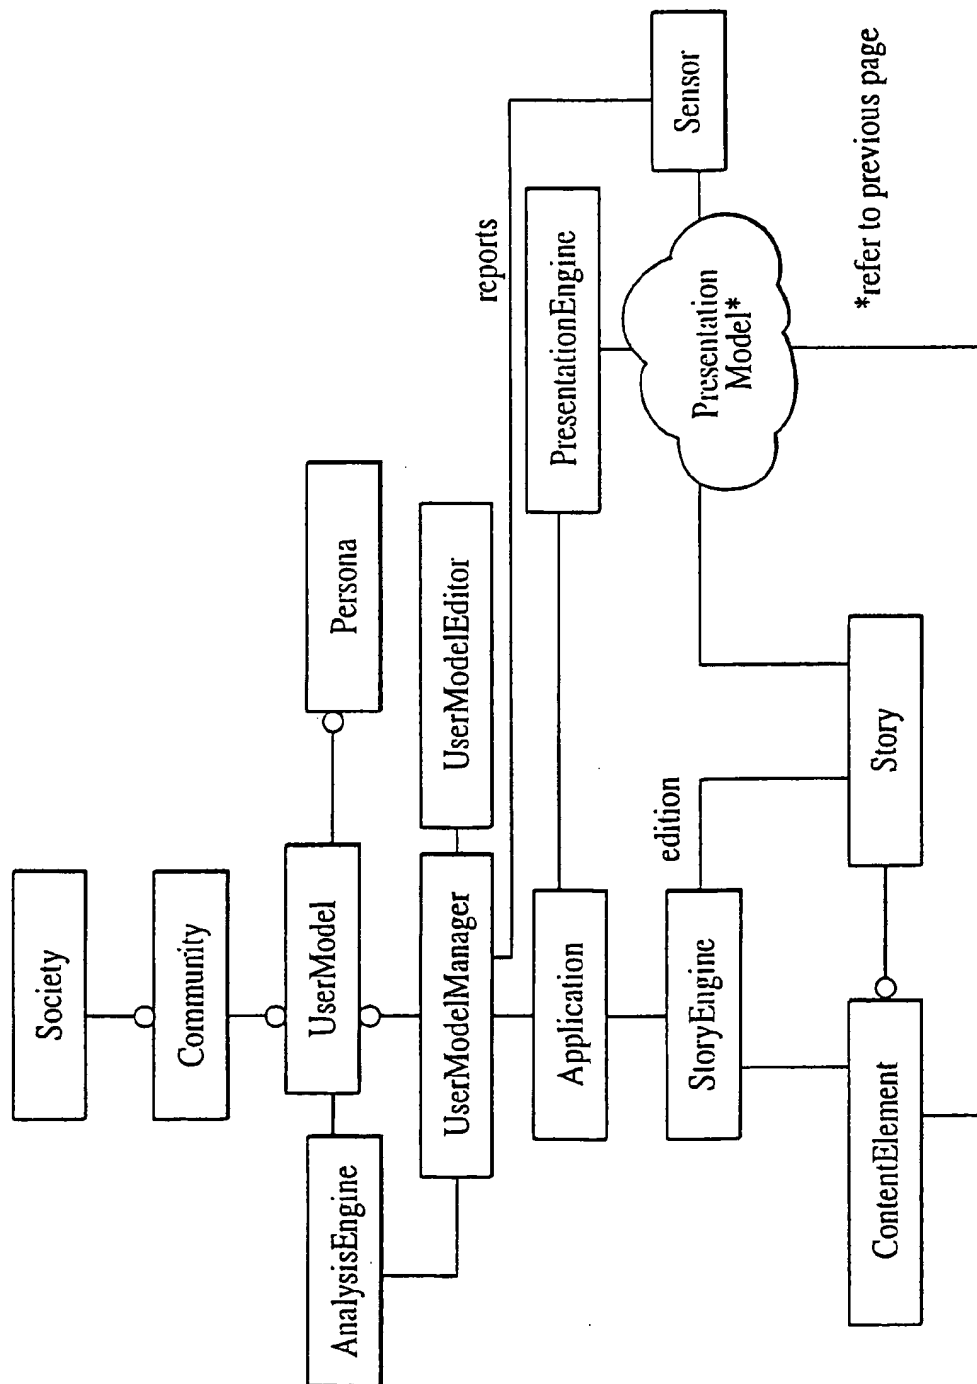 Society
Community
UserModel
Persona
AnalysisEngine
UserModelManager
UserModelEditor
reports
Application
PresentationEngine
Sensor
StoryEngine
edition
Presentation
Model*
ContentElement
Story
*refer to previous page